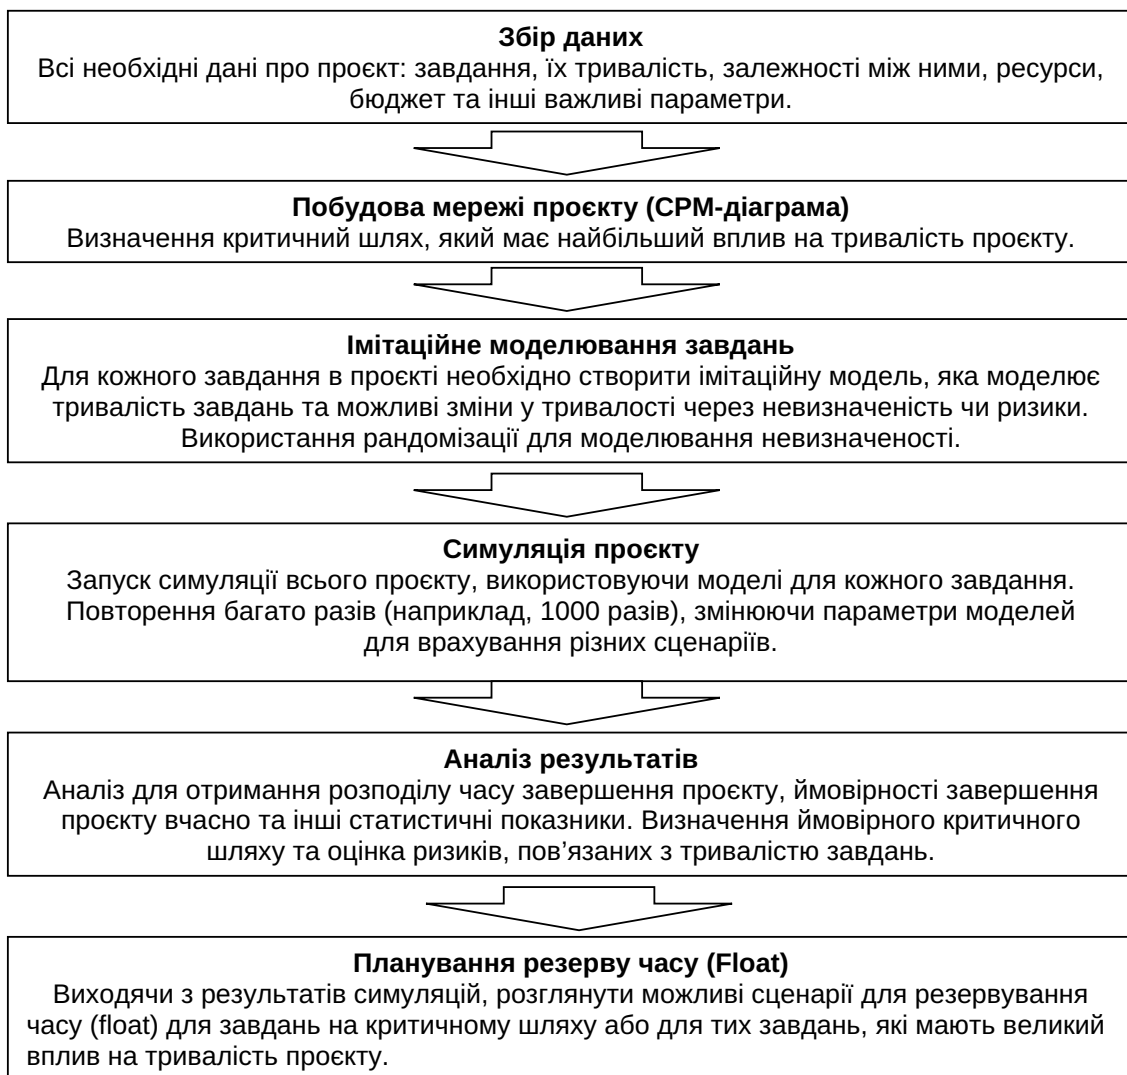 Збір даних
Всі необхідні дані про проєкт: завдання, їх тривалість, залежності між ними, ресурси,
бюджет та інші важливі параметри.
Побудова мережі проєкту (CPM-діаграма)
Визначення критичний шлях, який має найбільший вплив на тривалість проєкту.
Імітаційне моделювання завдань
Для кожного завдання в проєкті необхідно створити імітаційну модель, яка моделює
тривалість завдань та можливі зміни у тривалості через невизначеність чи ризики.
Використання рандомізації для моделювання невизначеності.
Симуляція проєкту
Запуск симуляції всього проєкту, використовуючи моделі для кожного завдання.
Повторення багато разів (наприклад, 1000 разів), змінюючи параметри моделей
для врахування різних сценаріїв.
Аналіз результатів
Аналіз для отримання розподілу часу завершення проєкту, ймовірності завершення
проєкту вчасно та інші статистичні показники. Визначення ймовірного критичного
шляху та оцінка ризиків, пов’язаних з тривалістю завдань.
Планування резерву часу (Float)
Виходячи з результатів симуляцій, розглянути можливі сценарії для резервування
часу (float) для завдань на критичному шляху або для тих завдань, які мають великий
вплив на тривалість проєкту.